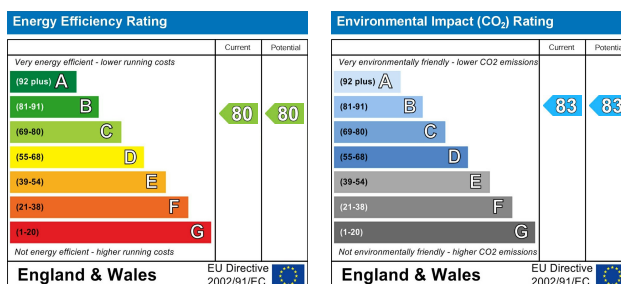 Energy Efficiency Rating
Current Potential
Very energy efficient - lower running costs
(92 plus) A
(81-91) B
(69-80) C
(55-68) D
(39-54) E
(21-38) F
(1-20) G
80 80
Not energy efficient - higher running costs
England & Wales
EU Directive
2002/91/EC
Environmental Impact (CO₂) Rating
Current Potentia
Very environmentally friendly - lower CO2 emissions
(92 plus) A
(81-91) B
(69-80) C
(55-68) D
(39-54) E
(21-38) F
(1-20) G
83 83
Not environmentally friendly - higher CO2 emissions
England & Wales
EU Directive
2002/91/EC